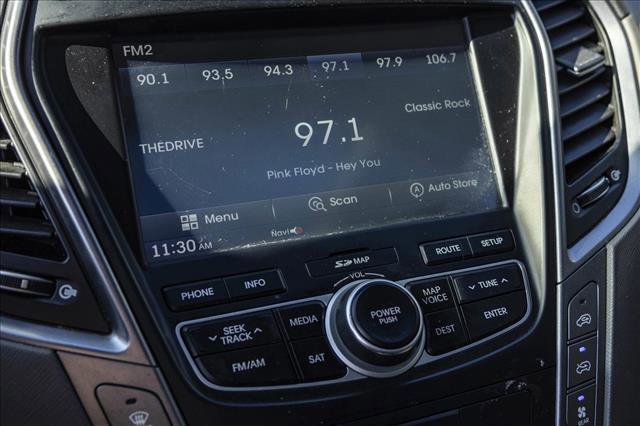 FM2
90.1 93.5 94.3 97.1 97.9 106.7
Classic Rock
97.1
THEDRIVE
Pink Floyd - Hey You
Menu Scan Auto Store
11:30 AM Navi
SD MAP
VOL
PHONE INFO
ROUTE SETUP
SEEK TRACK
MEDIA
POWER PUSH
MAP VOICE
TUNE
FM/AM
SAT
DEST
ENTER
REAR